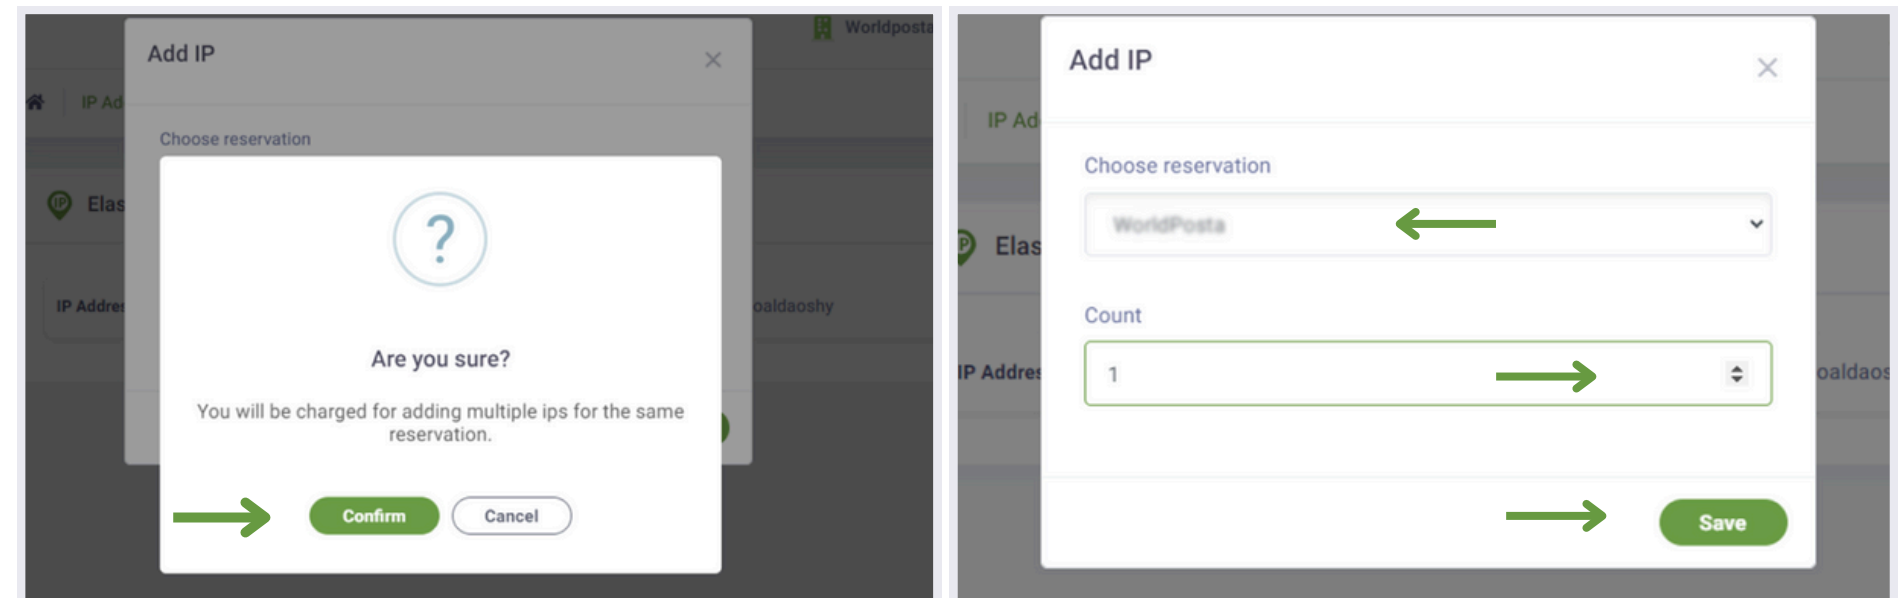 Worldposta
Add IP
IP Ad
Choose reservation
Elas
?
IP Addres
oaldaoshy
Are you sure?
You will be charged for adding multiple ips for the same
reservation.
Confirm
Cancel
Add IP
IP Ad
Choose reservation
WorldPosta
Elas
Count
IP Addres
1
oaldaos
Save